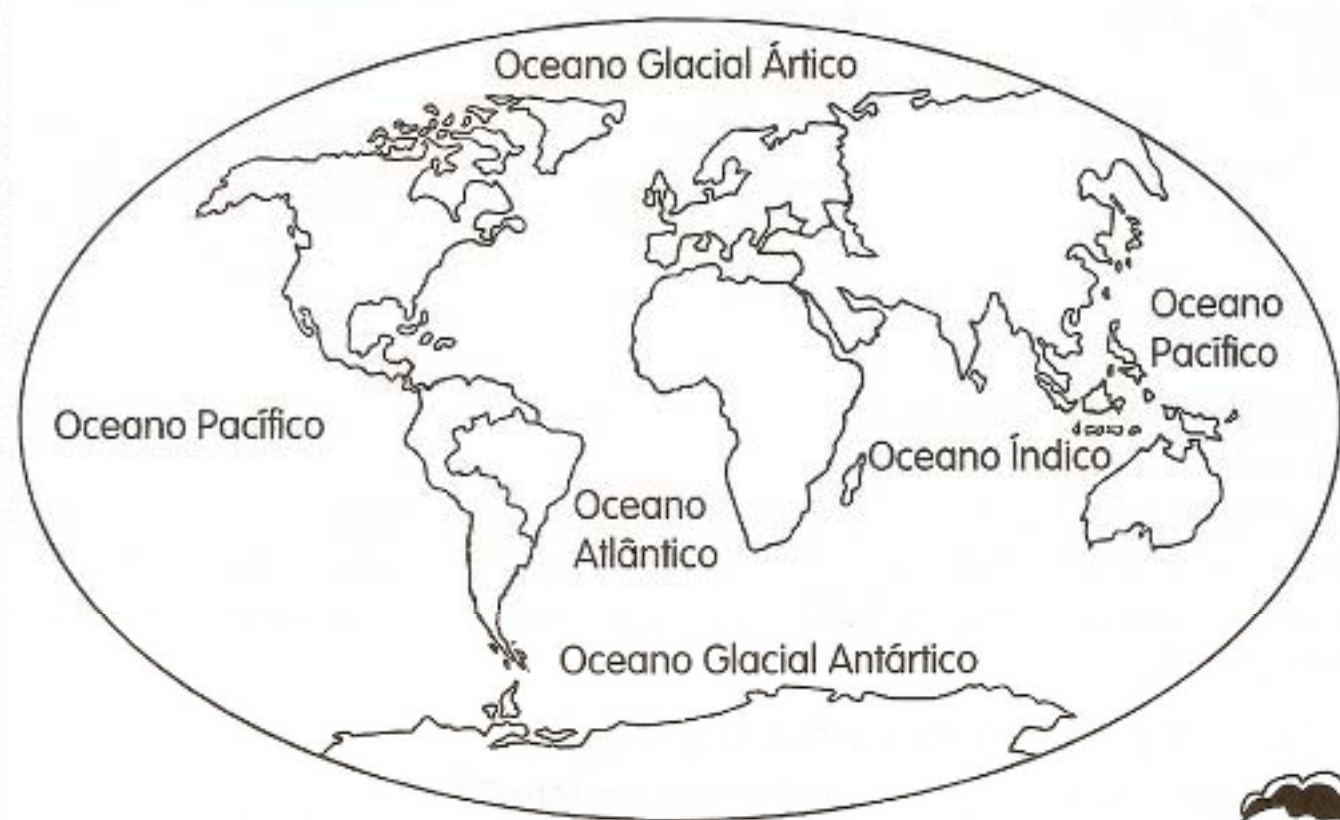 Oceano Glacial Ártico
Oceano
Pacífico
Oceano Pacífico
Oceano Índico
Oceano
Atlântico
Oceano Glacial Antártico